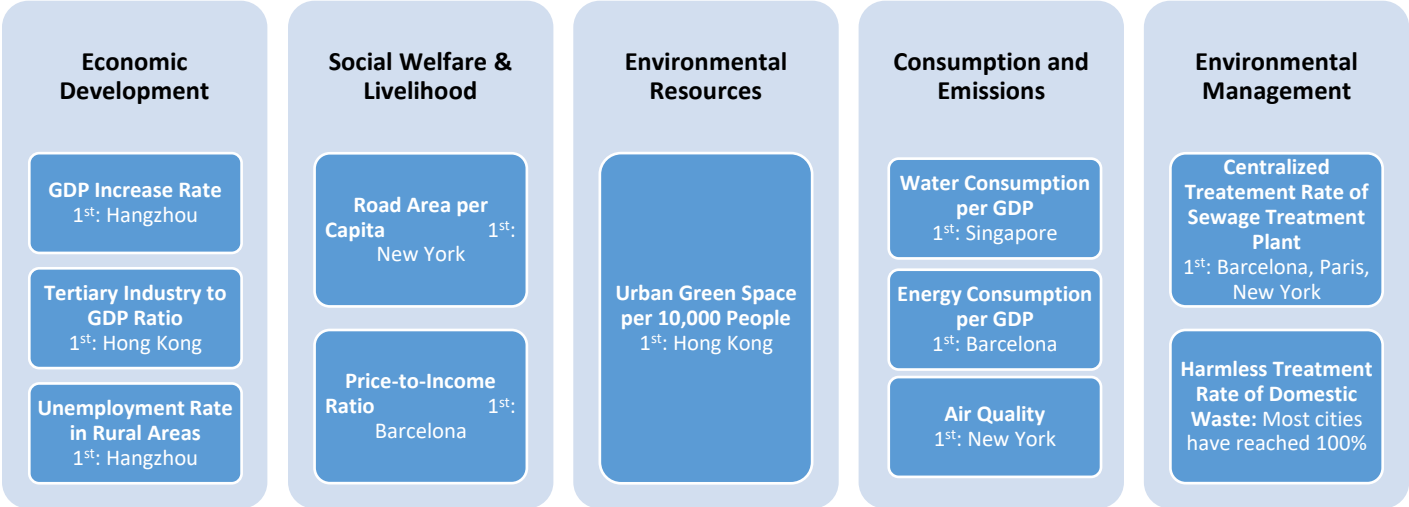 Economic
Development
GDP Increase Rate
1st: Hangzhou
Tertiary Industry to
GDP Ratio
1st: Hong Kong
Unemployment Rate
in Rural Areas
1st: Hangzhou
Social Welfare &
Livelihood
Road Area per
Capita 1st:
New York
Price-to-Income
Ratio 1st:
Barcelona
Environmental
Resources
Urban Green Space
per 10,000 People
1st: Hong Kong
Consumption and
Emissions
Water Consumption
per GDP
1st: Singapore
Energy Consumption
per GDP
1st: Barcelona
Air Quality
1st: New York
Environmental
Management
Centralized
Treatement Rate of
Sewage Treatment
Plant
1st: Barcelona, Paris,
New York
Harmless Treatment
Rate of Domestic
Waste: Most cities
have reached 100%